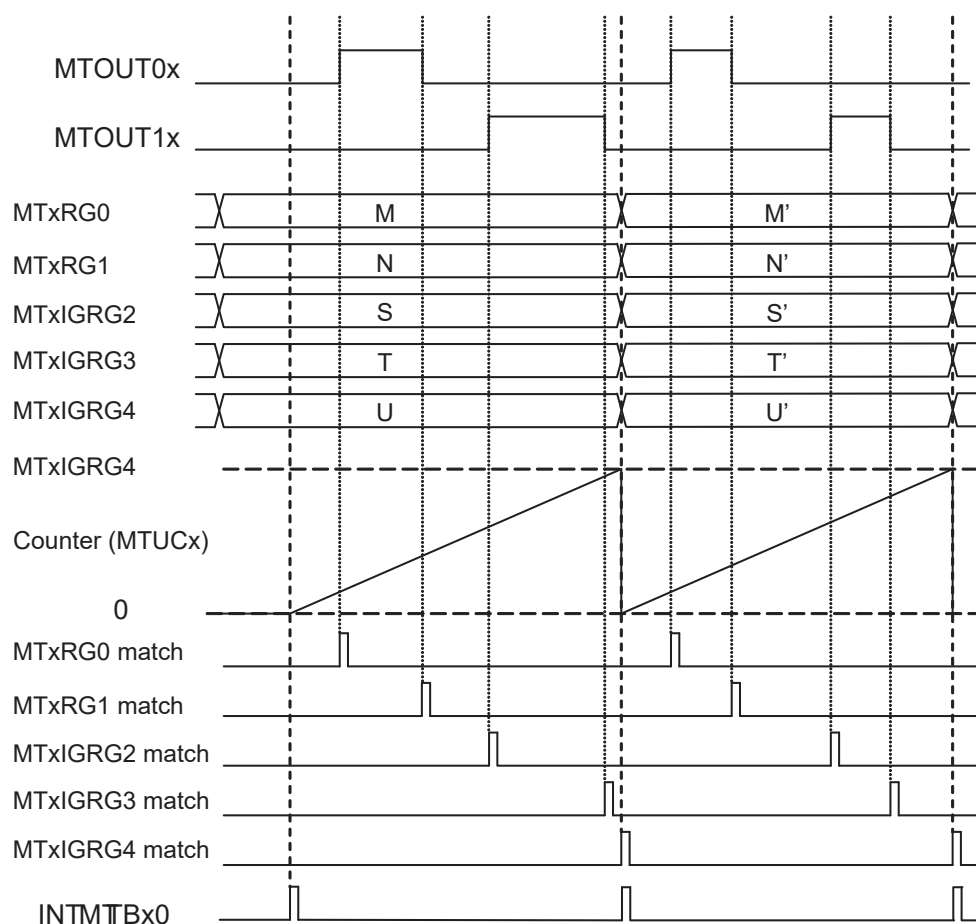 MTOUT0x
MTOUT1x
MTxRG0 M M’
MTxRG1 N N’
MTxIGRG2 S S’
MTxIGRG3 T T’
MTxIGRG4 U U’
MTxIGRG4
Counter (MTUCx)
0
MTxRG0 match
MTxRG1 match
MTxIGRG2 match
MTxIGRG3 match
MTxIGRG4 match
INTMTTBx0